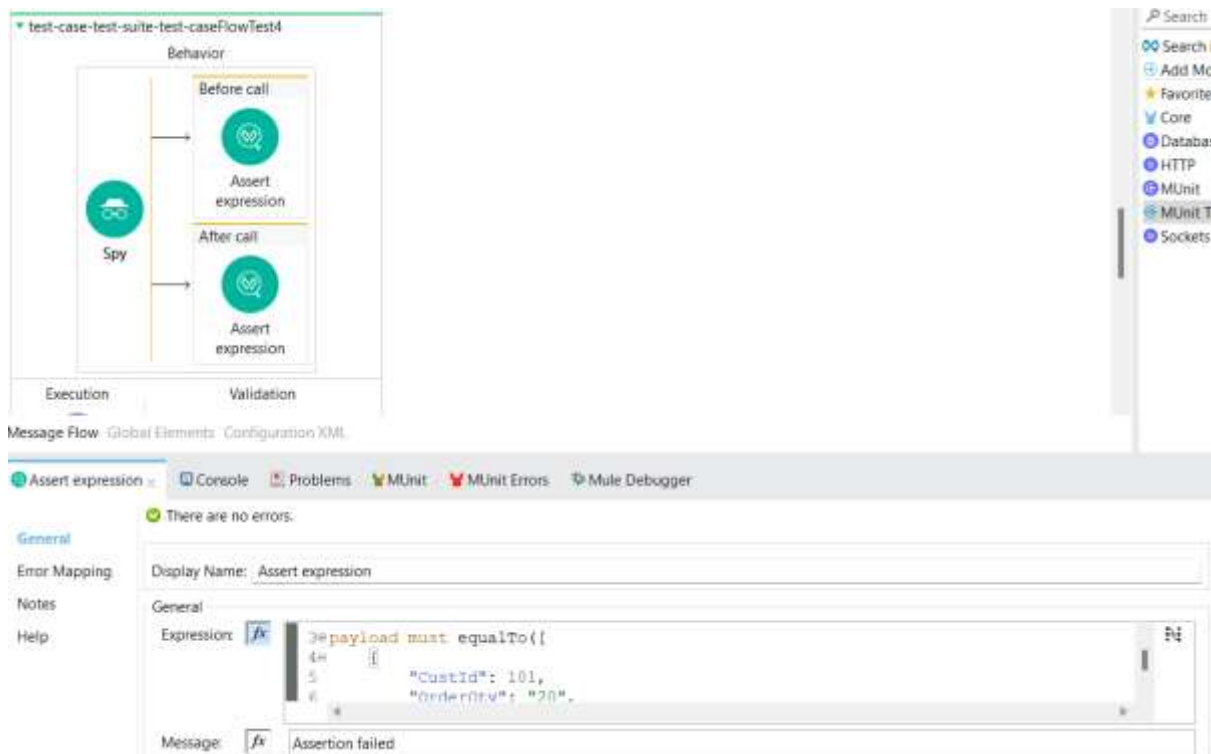 test-case-test-suite-test-caseFlowTest4
Behavior
Before call
Assert
expression
Spy
After call
Assert
expression
Execution
Validation
Message Flow Global Elements Configuration XML
Search
Search
Add Mo
Favorite
Core
Databas
HTTP
MUnit
MUnit T
Sockets
Assert expression
Console
Problems
MUnit
MUnit Errors
Mule Debugger
There are no errors.
General
Error Mapping
Notes
Help
Display Name: Assert expression
General
Expression: fx
3 payload must equalTo([
4 {
5 "CustId": 101,
6 "OrderQty": "20",
Message: fx Assertion failed